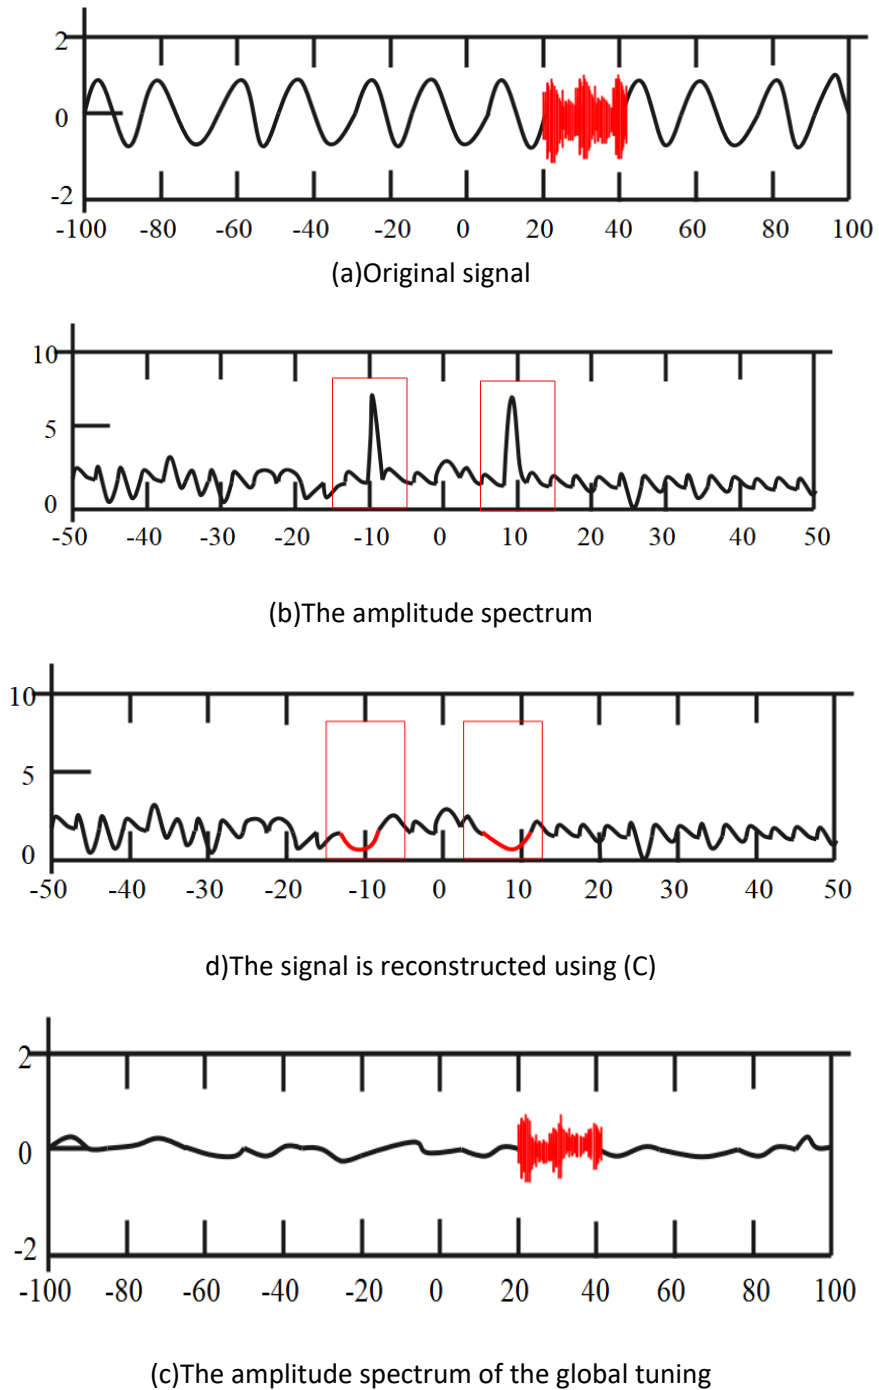 2
0
-2
-100 -80 -60 -40 -20 0 20 40 60 80 100
(a)Original signal
10
5
0
-50 -40 -30 -20 -10 0 10 20 30 40 50
(b)The amplitude spectrum
10
5
0
-50 -40 -30 -20 -10 0 10 20 30 40 50
d)The signal is reconstructed using (C)
2
0
-2
-100 -80 -60 -40 -20 0 20 40 60 80 100
(c)The amplitude spectrum of the global tuning